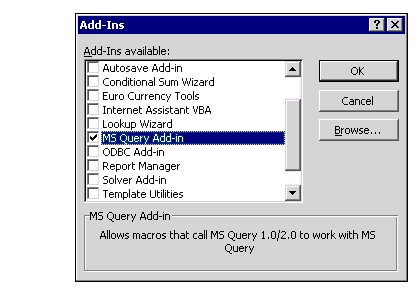 Add-Ins
Add-Ins available:
Autosave Add-in
Conditional Sum Wizard
Euro Currency Tools
Internet Assistant VBA
Lookup Wizard
MS Query Add-in
ODBC Add-in
Report Manager
Solver Add-in
Template Utilities
OK
Cancel
Browse...
MS Query Add-in
Allows macros that call MS Query 1.0/2.0 to work with MS
Query